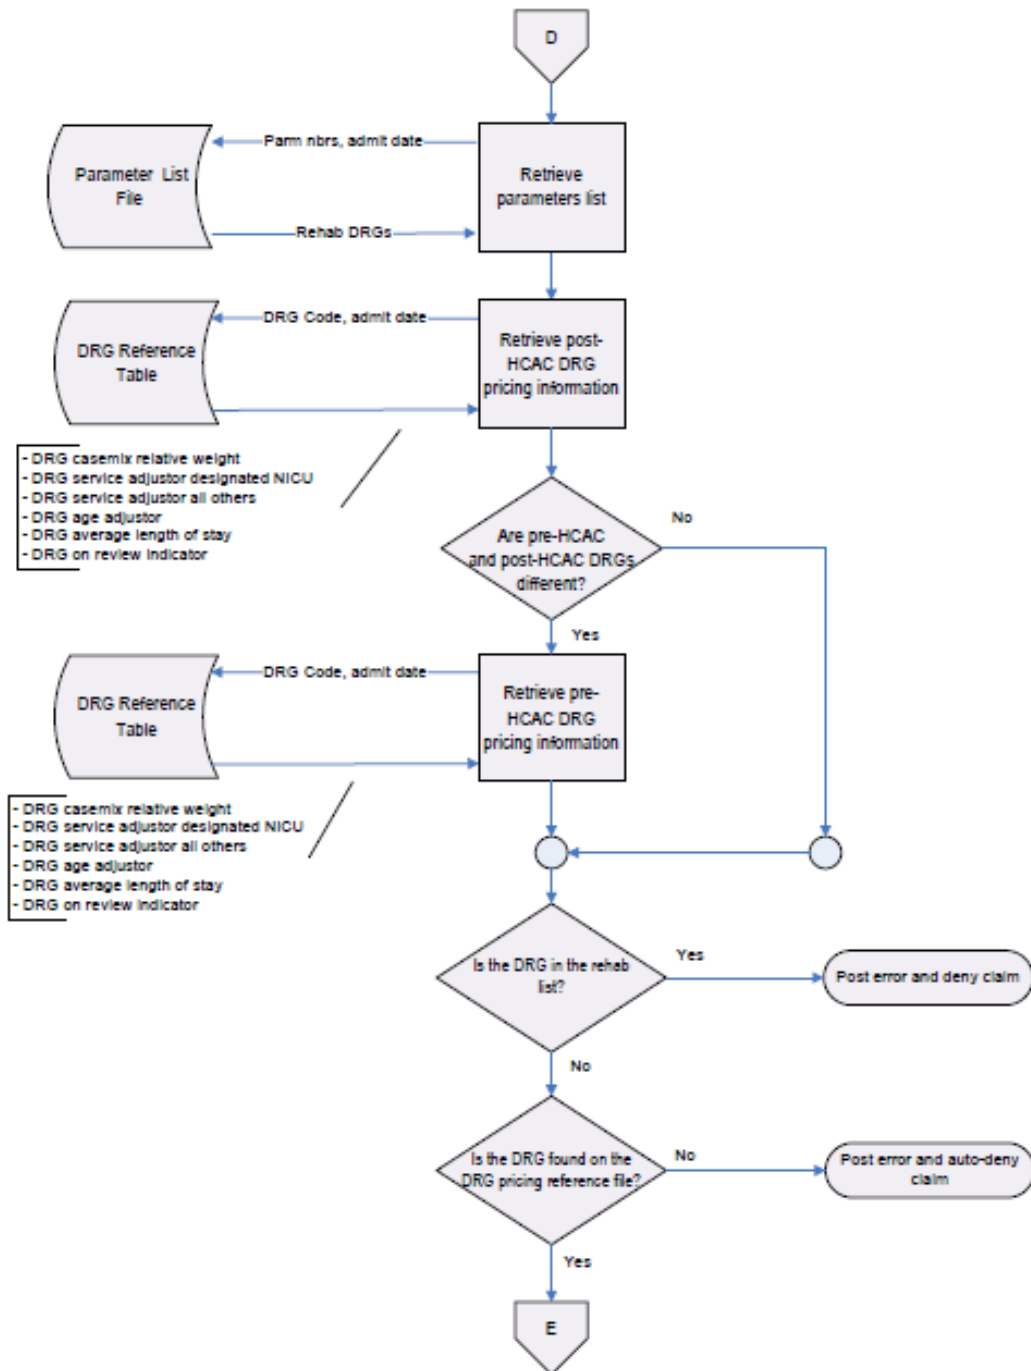 D
Parm nbrs, admit date
Parameter List
File
Retrieve
parameters list
Rehab DRGs
DRG Code, admit date
DRG Reference
Table
Retrieve post-
HCAC DRG
pricing information
- DRG casemix relative weight
- DRG service adjustor designated NICU
- DRG service adjustor all others
- DRG age adjustor
- DRG average length of stay
- DRG on review indicator
Are pre-HCAC
and post-HCAC DRGs
different?
No
Yes
DRG Code, admit date
DRG Reference
Table
Retrieve pre-
HCAC DRG
pricing information
- DRG casemix relative weight
- DRG service adjustor designated NICU
- DRG service adjustor all others
- DRG age adjustor
- DRG average length of stay
- DRG on review indicator
Is the DRG in the rehab
list?
Yes
Post error and deny claim
No
Is the DRG found on the
DRG pricing reference file?
No
Post error and auto-deny
claim
Yes
E